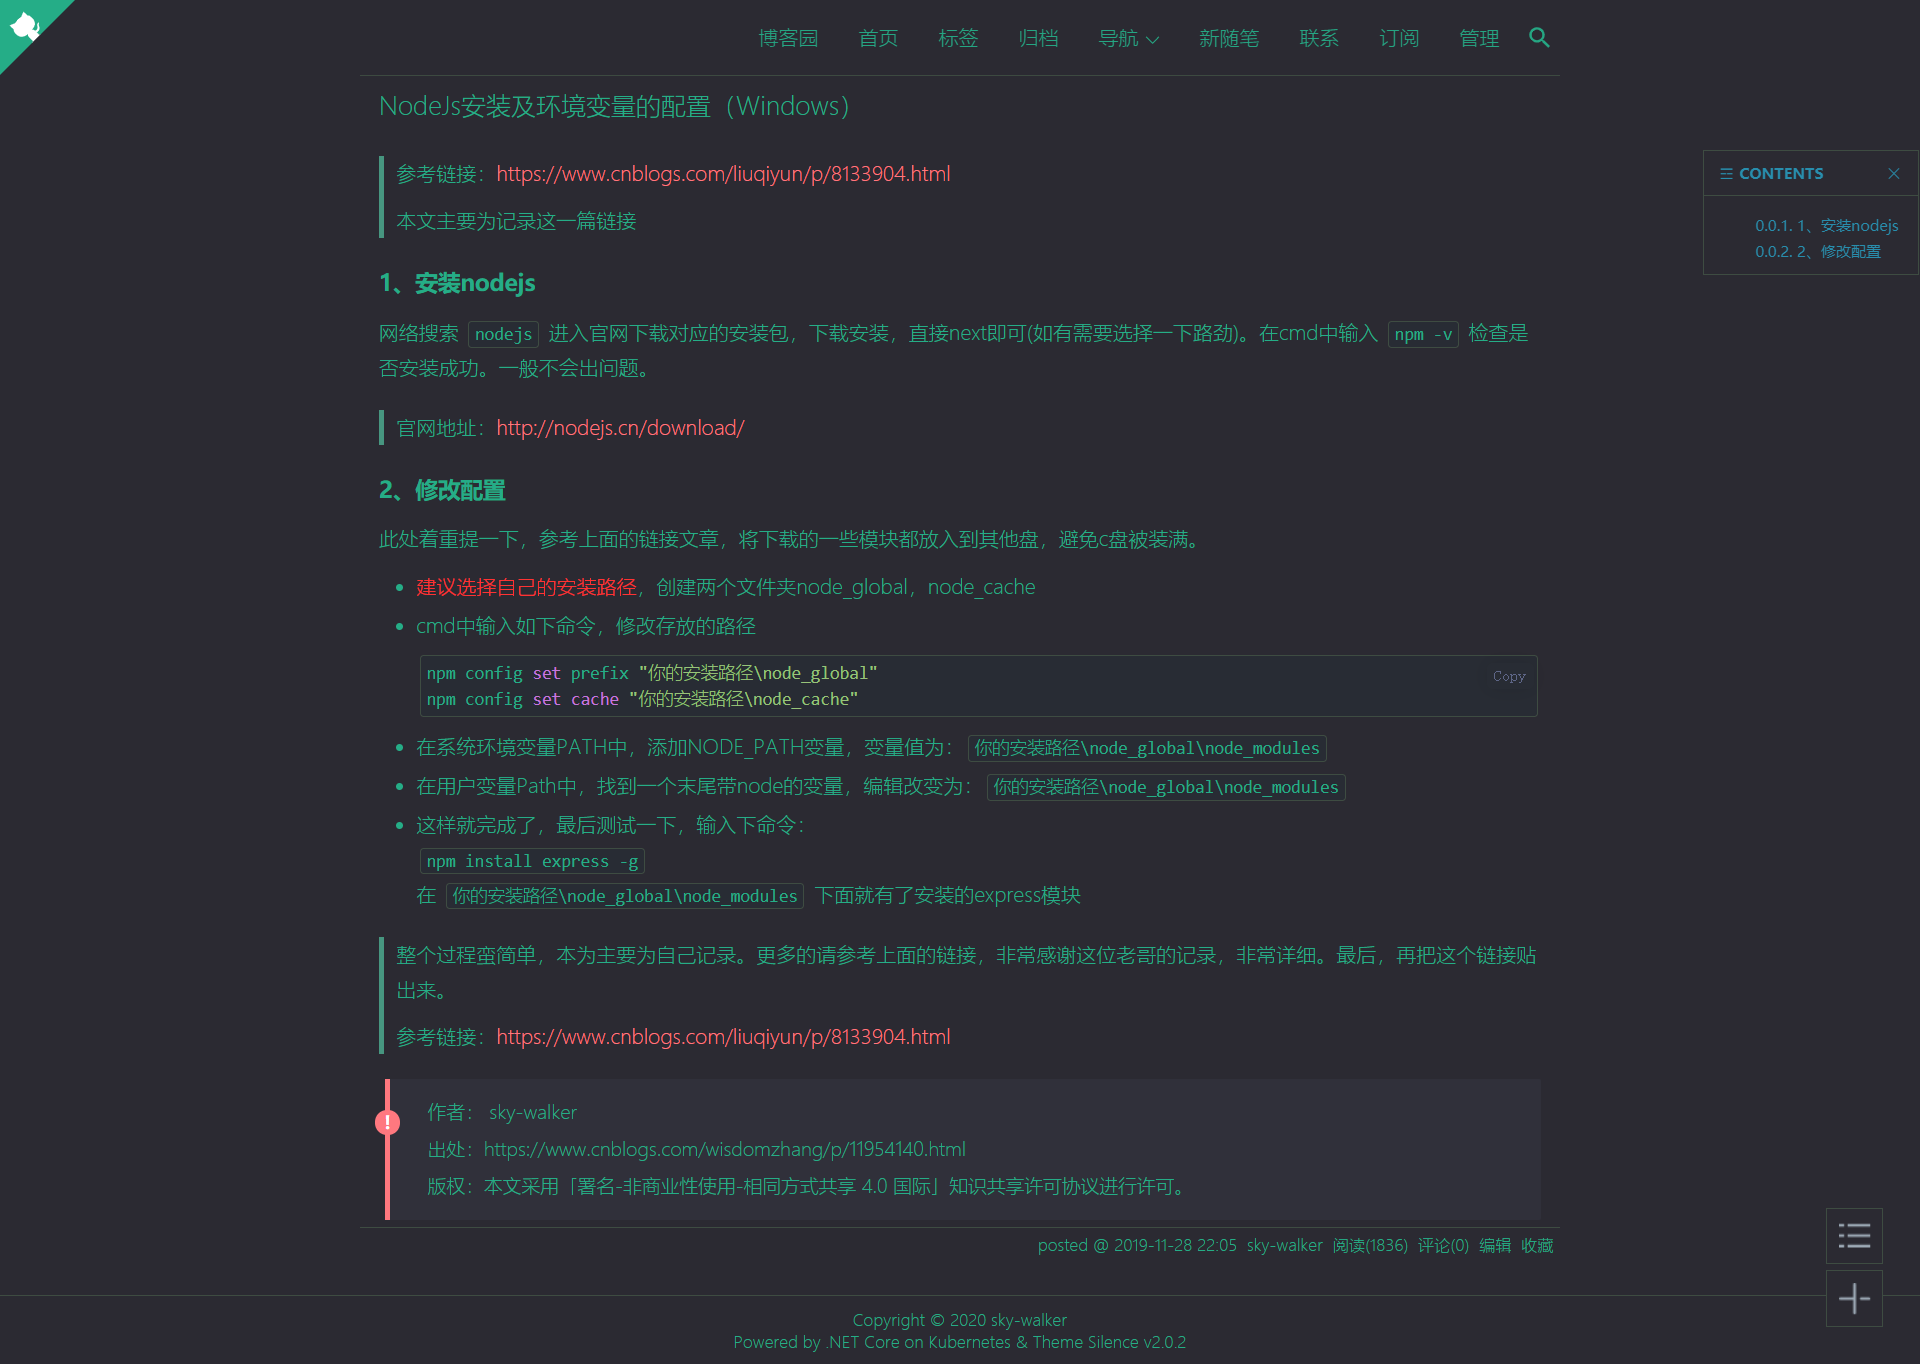 博客园 首页 标签 归档 导航 新随笔 联系 订阅 管理
NodeJs安装及环境变量的配置（Windows）
参考链接：https://www.cnblogs.com/liuqiyun/p/8133904.html
本文主要为记录这一篇链接
CONTENTS
0.0.1. 1、安装nodejs
0.0.2. 2、修改配置
1、安装nodejs
网络搜索 nodejs 进入官网下载对应的安装包，下载安装，直接next即可(如有需要选择一下路劲)。在cmd中输入 npm -v 检查是
否安装成功。一般不会出问题。
官网地址：http://nodejs.cn/download/
2、修改配置
此处着重提一下，参考上面的链接文章，将下载的一些模块都放入到其他盘，避免c盘被装满。
建议选择自己的安装路径，创建两个文件夹node_global，node_cache
cmd中输入如下命令，修改存放的路径
npm config set prefix "你的安装路径\node_global"
Copy
npm config set cache "你的安装路径\node_cache"
在系统环境变量PATH中，添加NODE_PATH变量，变量值为： 你的安装路径\node_global\node_modules
在用户变量Path中，找到一个末尾带node的变量，编辑改变为： 你的安装路径\node_global\node_modules
这样就完成了，最后测试一下，输入下命令：
npm install express -g
在 你的安装路径\node_global\node_modules 下面就有了安装的express模块
整个过程蛮简单，本为主要为自己记录。更多的请参考上面的链接，非常感谢这位老哥的记录，非常详细。最后，再把这个链接贴
出来。
参考链接：https://www.cnblogs.com/liuqiyun/p/8133904.html
作者： sky-walker
出处：https://www.cnblogs.com/wisdomzhang/p/11954140.html
版权：本文采用「署名-非商业性使用-相同方式共享 4.0 国际」知识共享许可协议进行许可。
posted @ 2019-11-28 22:05 sky-walker 阅读(1836) 评论(0) 编辑 收藏
Copyright © 2020 sky-walker
Powered by .NET Core on Kubernetes & Theme Silence v2.0.2